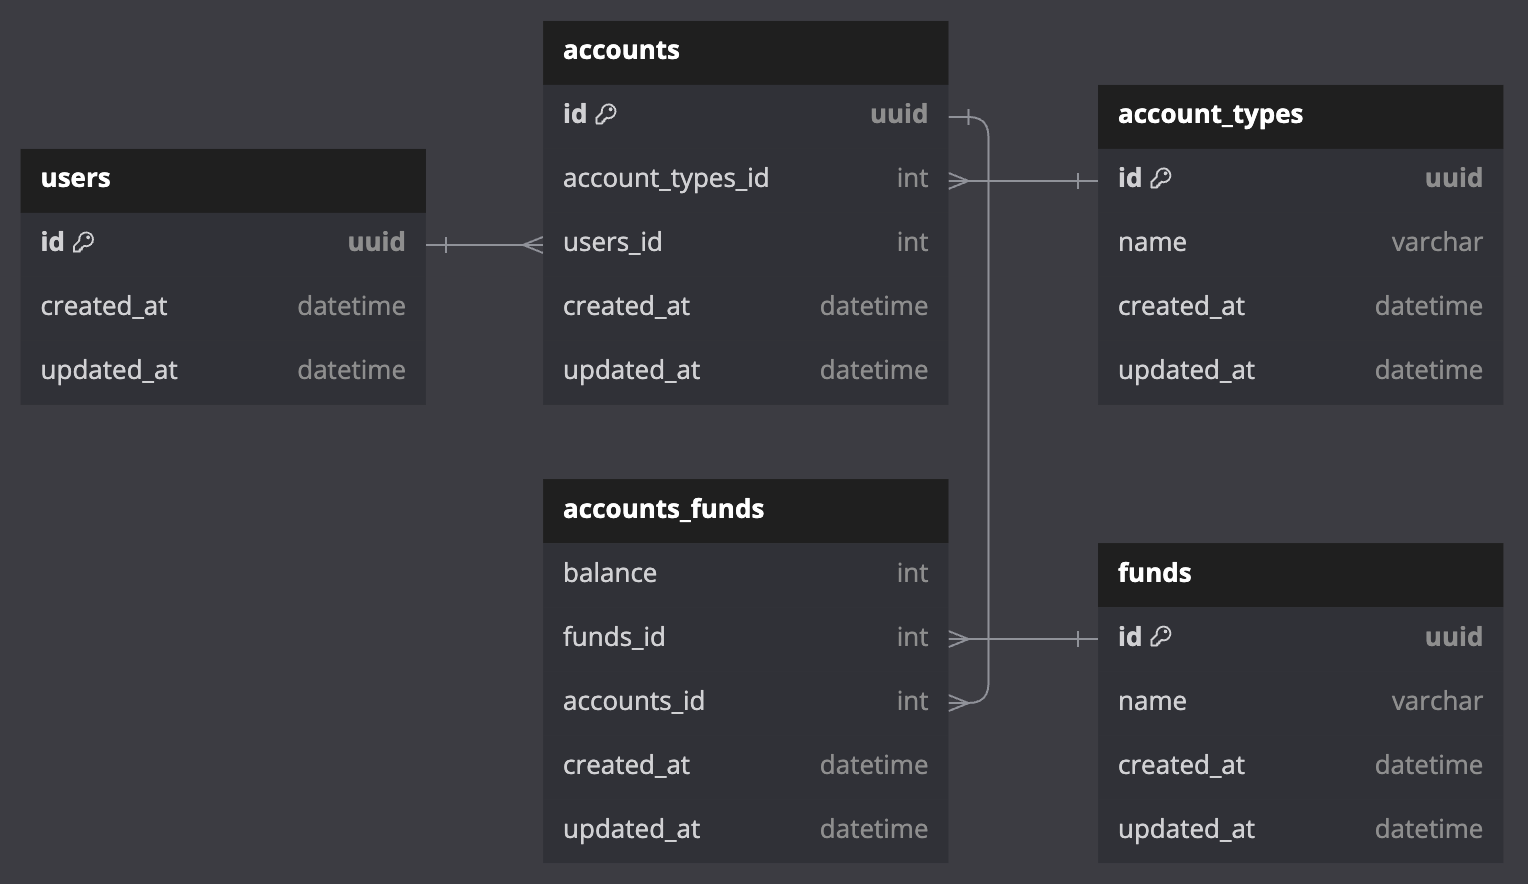 accounts
id uuid
account_types_id int
users_id int
created_at datetime
updated_at datetime
account_types
id uuid
name varchar
created_at datetime
updated_at datetime
users
id uuid
created_at datetime
updated_at datetime
accounts_funds
balance int
funds_id int
accounts_id int
created_at datetime
updated_at datetime
funds
id uuid
name varchar
created_at datetime
updated_at datetime